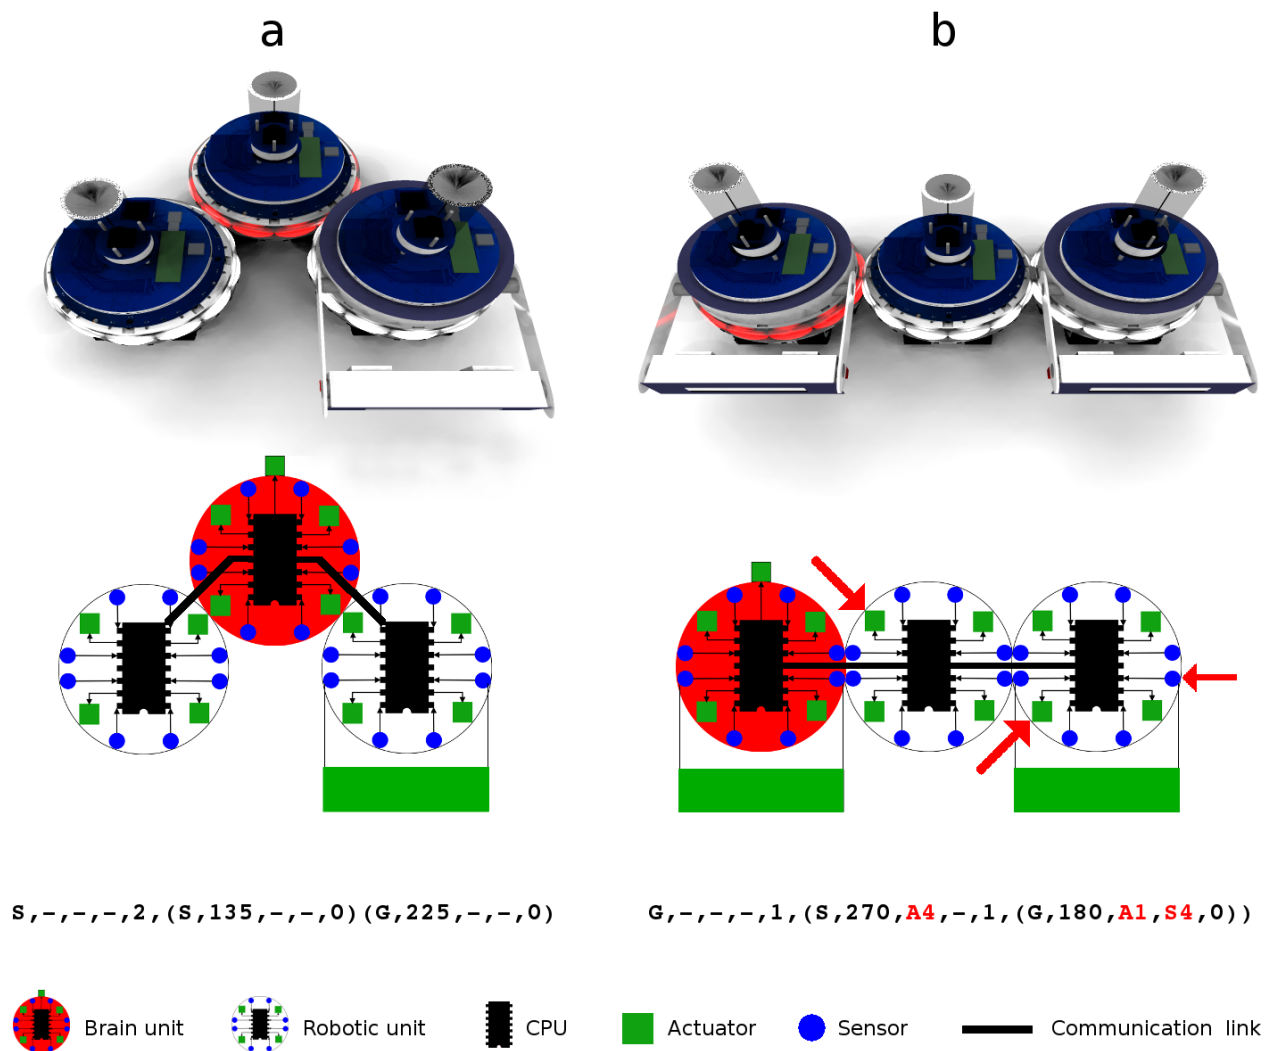 a
b
S,-,-,-,2,(S,135,-,-,0)(G,225,-,-,0)
G,-,-,-,1,(S,270,A4,-,1,(G,180,A1,S4,0))
Brain unit
Robotic unit
CPU
Actuator
Sensor
Communication link